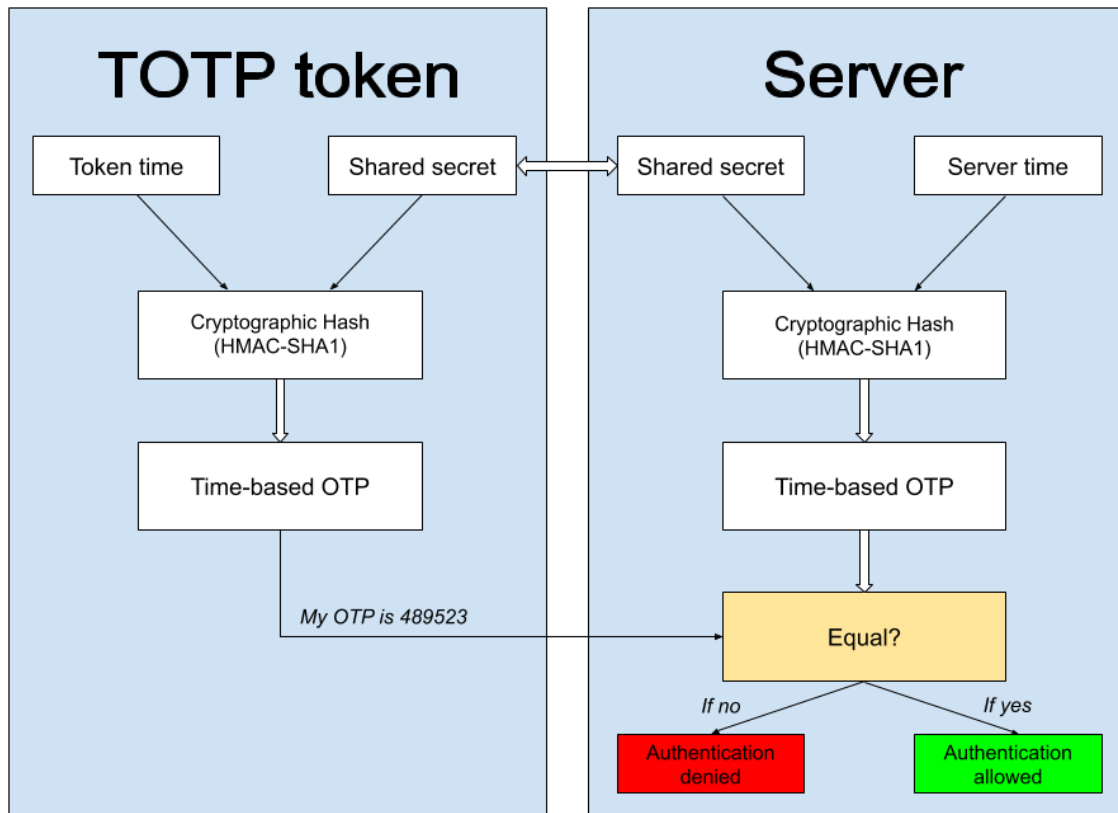 TOTP token
Token time
Shared secret
Cryptographic Hash
(HMAC-SHA1)
Time-based OTP
My OTP is 489523
Server
Shared secret
Server time
Cryptographic Hash
(HMAC-SHA1)
Time-based OTP
Equal?
If no
If yes
Authentication
denied
Authentication
allowed